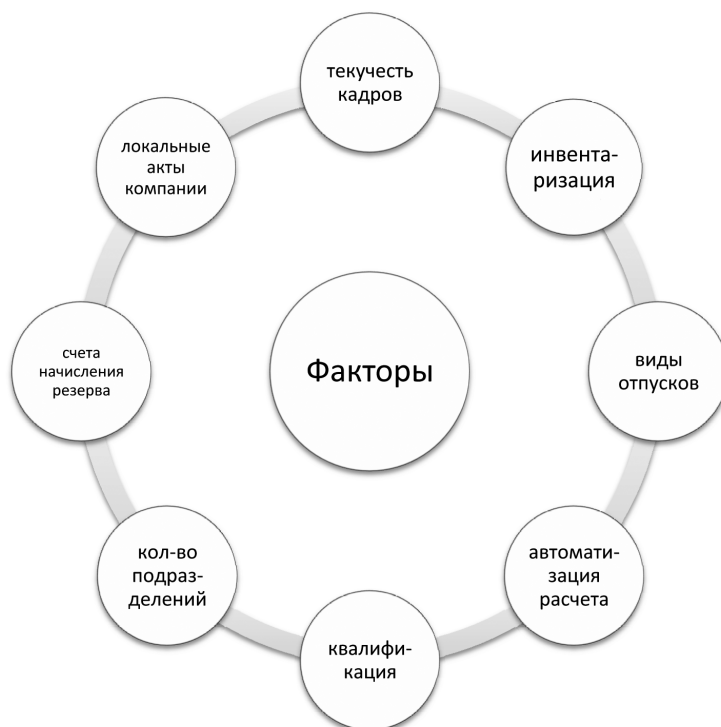 текучесть
кадров
инвента-
ризация
виды
отпусков
автомати-
зация
расчета
квалифи-
кация
кол-во
подраз-
делений
счета
начисления
резерва
локальные
акты
компании
Факторы